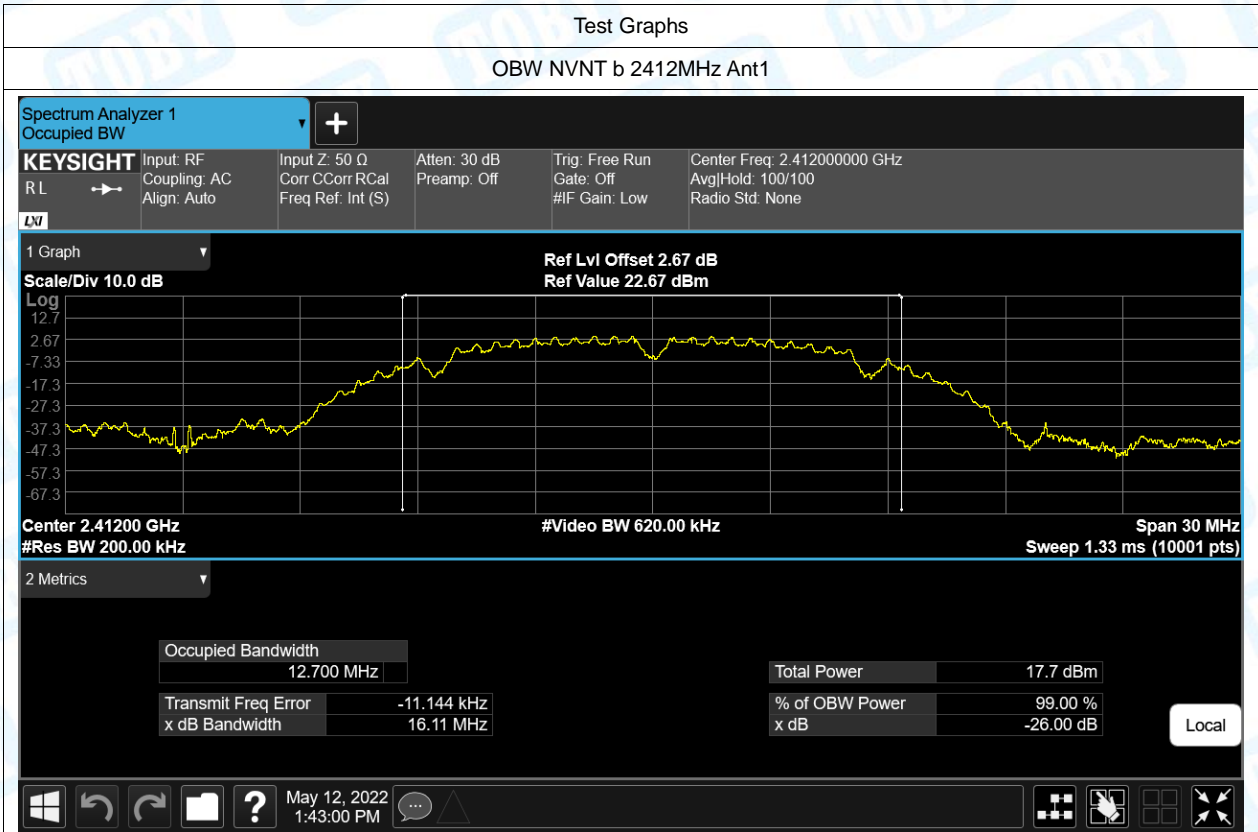 Test Graphs
OBW NVNT b 2412MHz Ant1
Spectrum Analyzer 1
Occupied BW
KEYSIGHT
R L
LXI
Input: RF
Coupling: AC
Align: Auto
Input Z: 50 Ω
Corr CCorr RCal
Freq Ref: Int (S)
Atten: 30 dB
Preamp: Off
Trig: Free Run
Gate: Off
#IF Gain: Low
Center Freq: 2.412000000 GHz
Avg|Hold: 100/100
Radio Std: None
1 Graph
Scale/Div 10.0 dB
Ref Lvl Offset 2.67 dB
Ref Value 22.67 dBm
Log
12.7
2.67
-7.33
-17.3
-27.3
-37.3
-47.3
-57.3
-67.3
Center 2.41200 GHz
#Res BW 200.00 kHz
#Video BW 620.00 kHz
Span 30 MHz
Sweep 1.33 ms (10001 pts)
2 Metrics
Occupied Bandwidth
12.700 MHz
Total Power 17.7 dBm
Transmit Freq Error -11.144 kHz
% of OBW Power 99.00 %
x dB Bandwidth 16.11 MHz
x dB -26.00 dB
Local
?
May 12, 2022
1:43:00 PM
TOBY